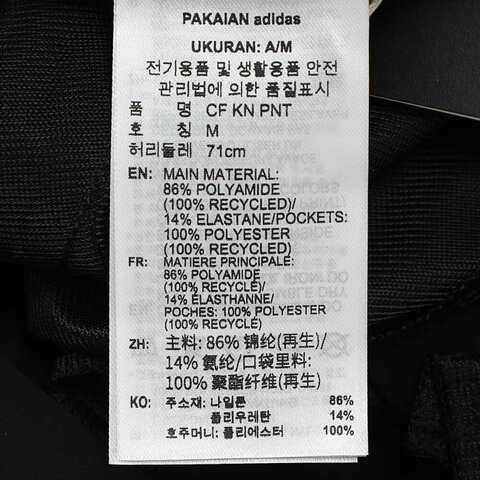 PAKAIAN adidas
UKURAN: A/M
전기용품 및 생활용품 안전
관리법에 의한 품질표시
품 명 CF KN PNT
호 칭 M
허리둘레 71cm
EN: MAIN MATERIAL:
86% POLYAMIDE
(100% RECYCLED)/
14% ELASTANE/POCKETS:
100% POLYESTER
(100% RECYCLED)
FR: MATIERE PRINCIPALE:
86% POLYAMIDE
(100% RECYCLÉ)/
14% ÉLASTHANNE/
POCHES: 100% POLYESTER
(100% RECYCLÉ)
ZH: 主料: 86% 锦纶(再生)/
14% 氨纶/口袋里料:
100% 聚酯纤维(再生)
KO: 주소재: 나일론 86%
폴리우레탄 14%
호주머니: 폴리에스터 100%